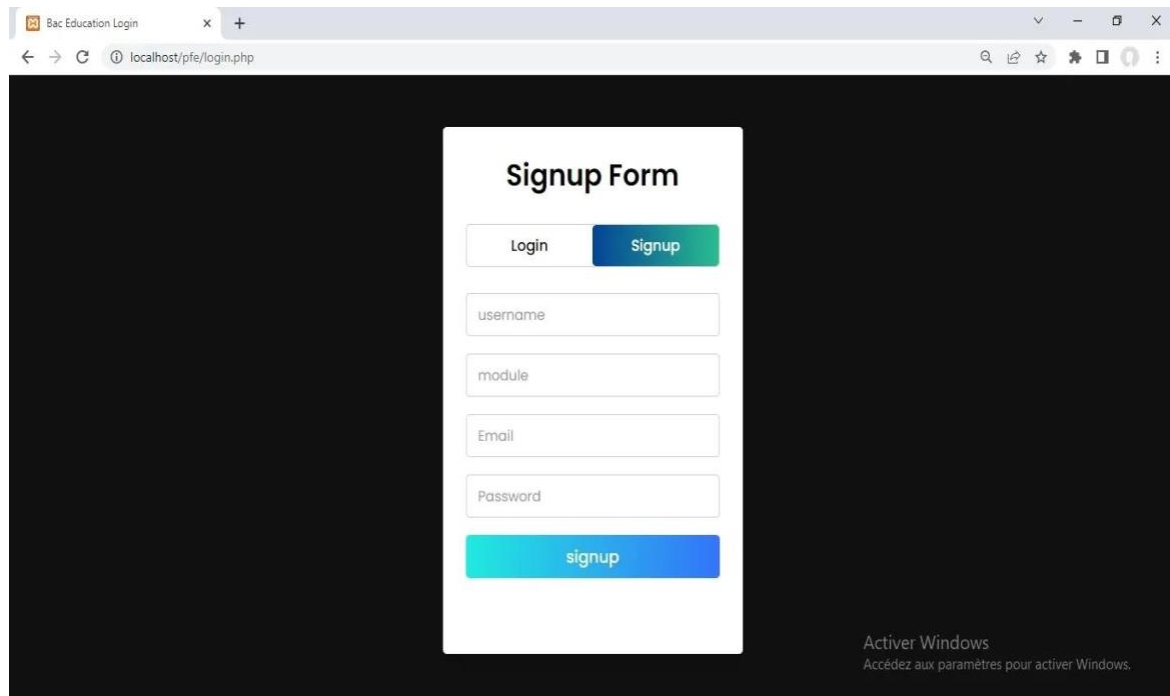 Bac Education Login
localhost/pfe/login.php
Signup Form
Login Signup
username
module
Email
Password
signup
Activer Windows
Accédez aux paramètres pour activer Windows.